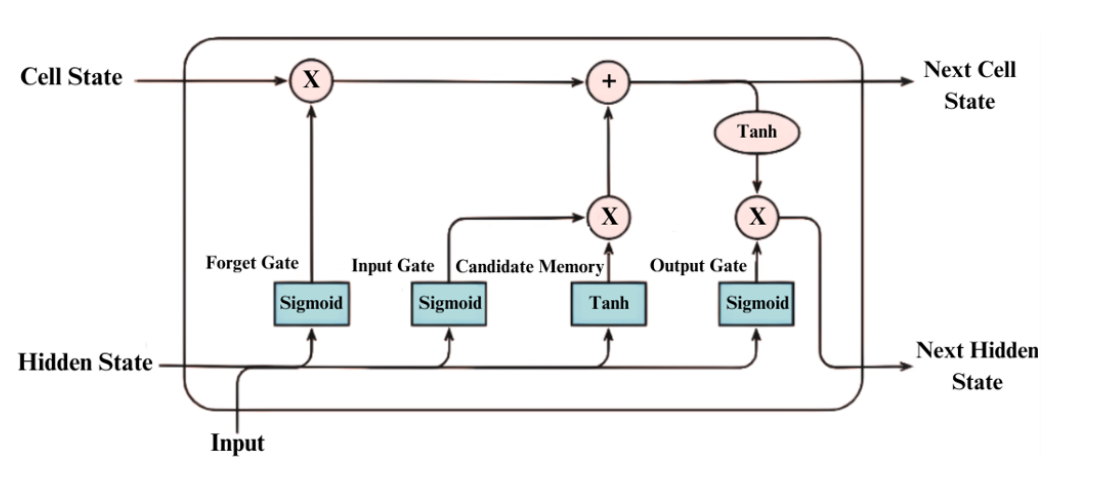 Cell State
X
+
Next Cell
State
Tanh
X
X
Forget Gate
Input Gate
Candidate Memory
Output Gate
Sigmoid
Sigmoid
Tanh
Sigmoid
Hidden State
Next Hidden
State
Input